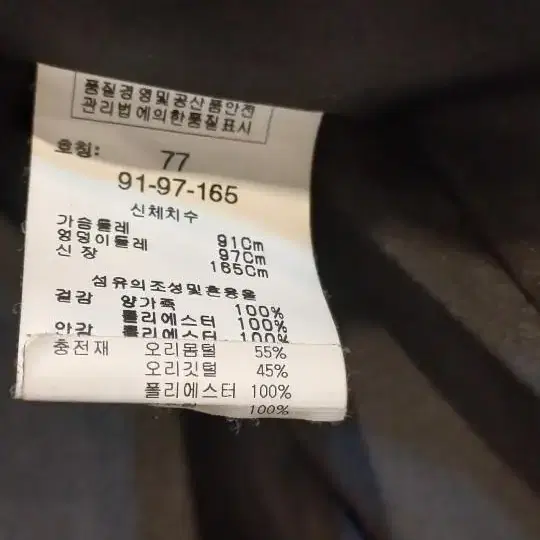 품질경영및공산품안전
관리법에의한품질표시
호칭: 77
91-97-165
신체치수
가슴둘레 91Cm
엉덩이둘레 97Cm
신 장 165Cm
섬유의조성및혼용율
겉감 양가죽 100%
폴리에스터 100%
안감 폴리에스터 100%
충전재 오리몸털 55%
오리깃털 45%
폴리에스터 100%
100%